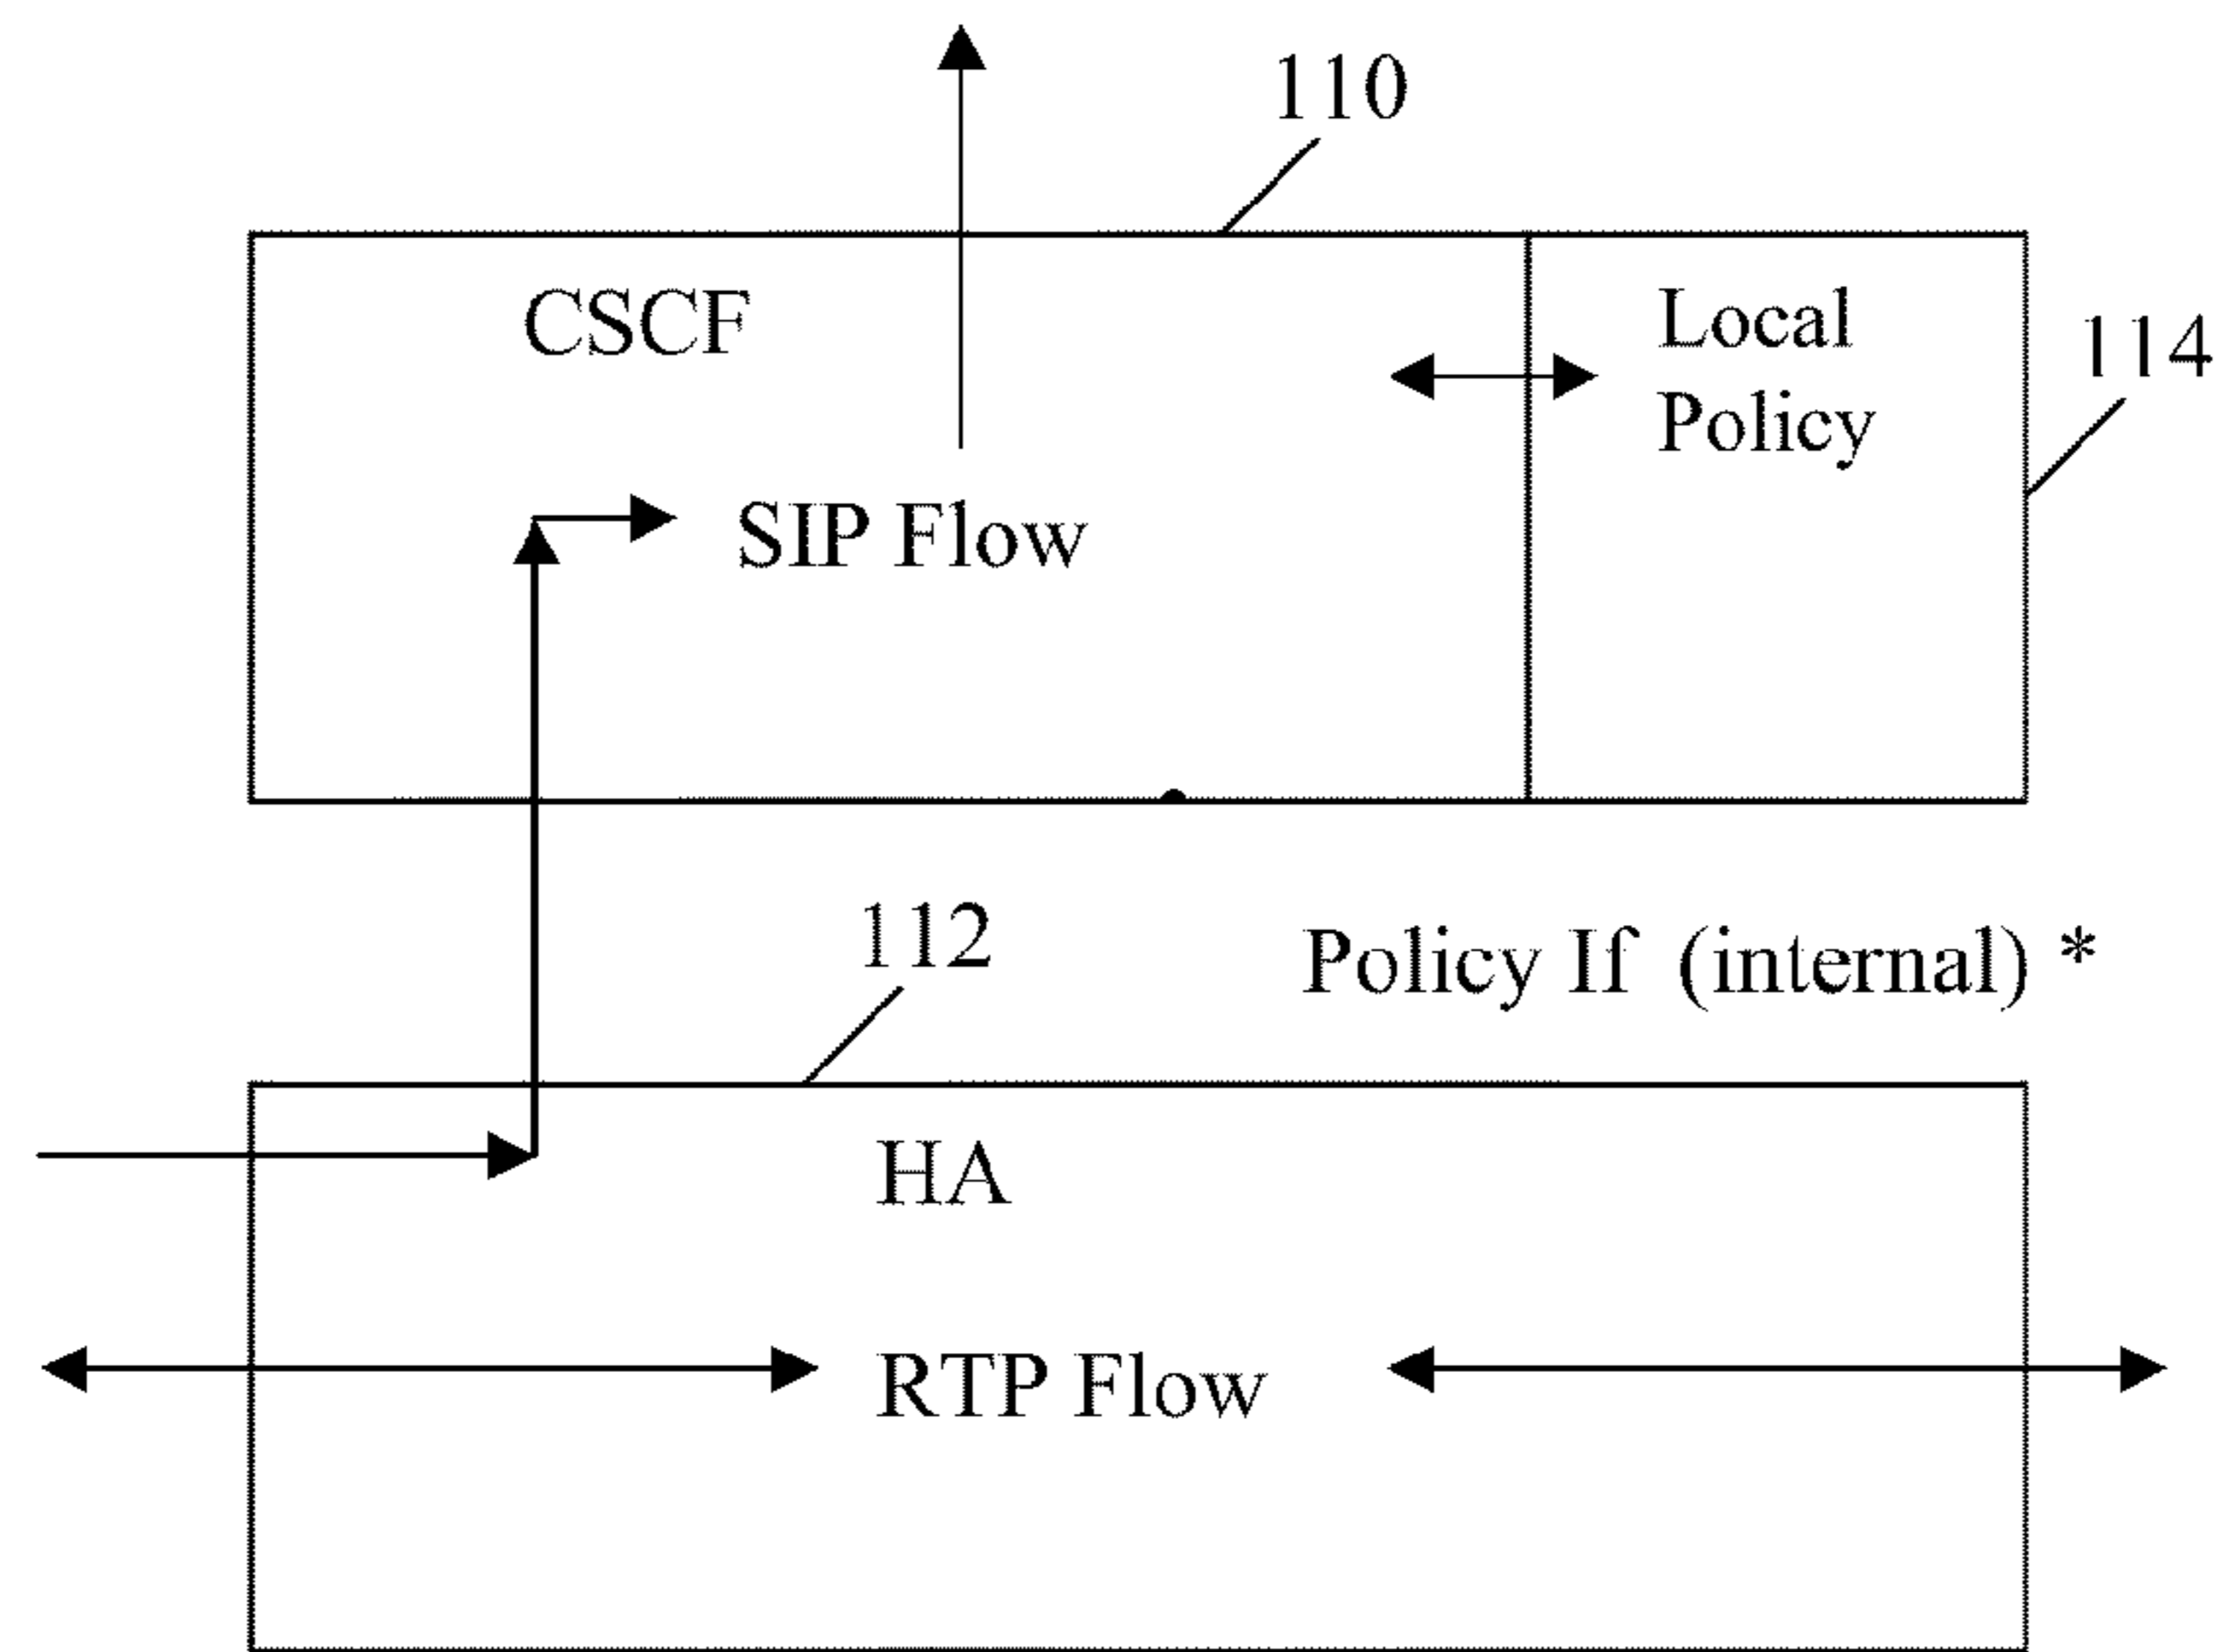 110
CSCF
Local
Policy
114
SIP Flow
112
Policy If (internal) *
HA
RTP Flow